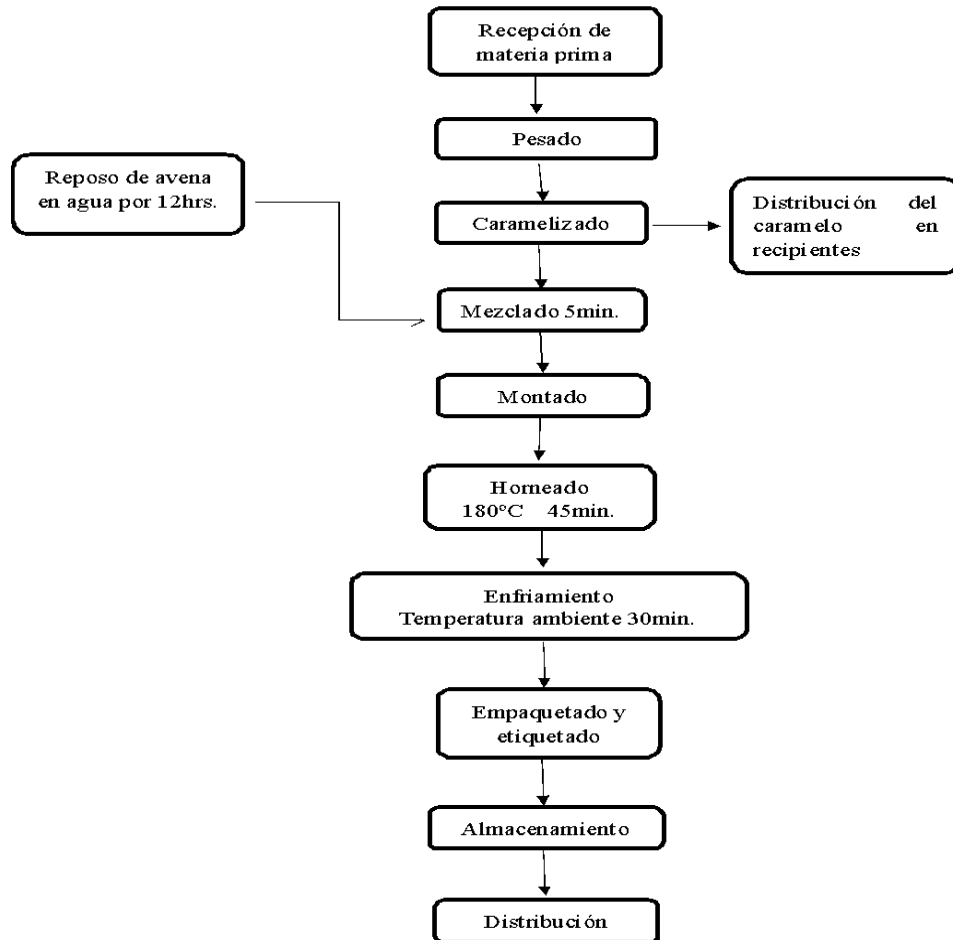 Recepción de
materia prima
Pesado
Reposo de avena
en agua por 12hrs.
Caramelizado
Distribución del
caramelo en
recipientes
Mezclado 5min.
Montado
Horneado
180°C 45min.
Enfriamiento
Temperatura ambiente 30min.
Empaquetado y
etiquetado
Almacenamiento
Distribución